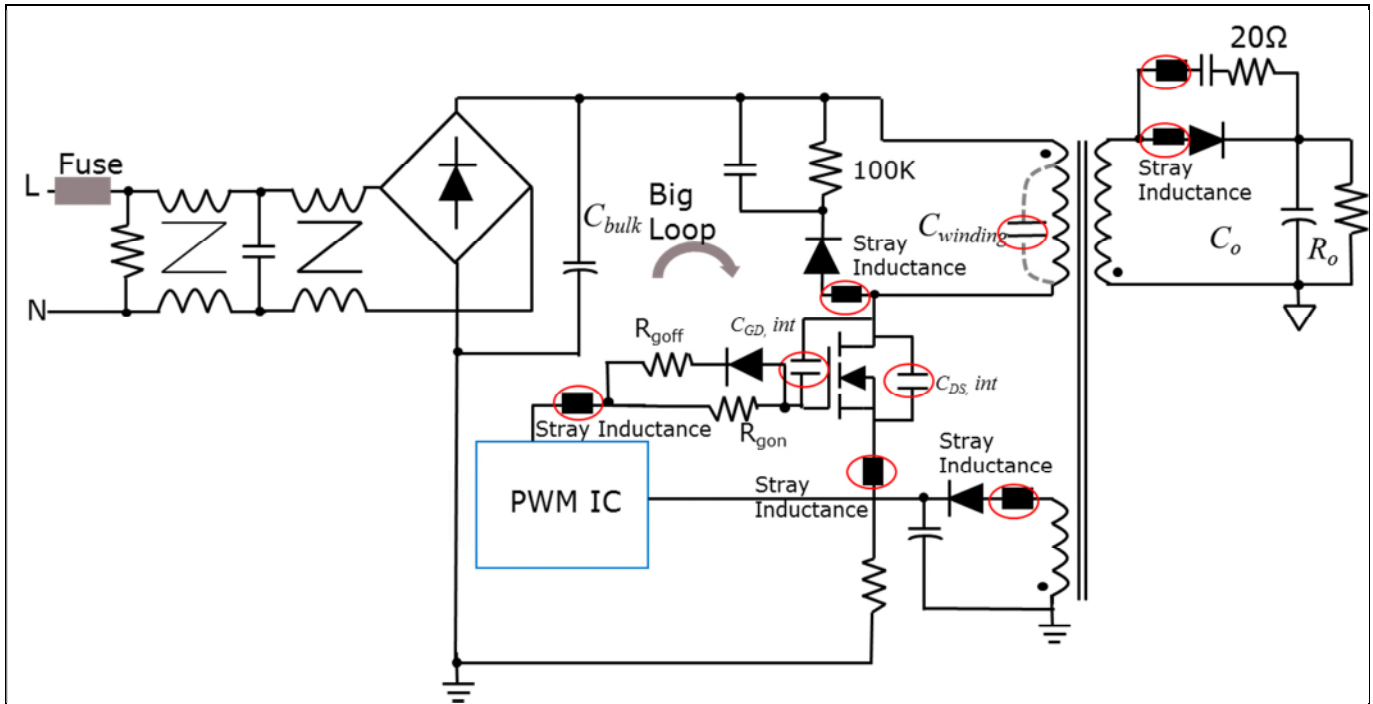 20Ω
Fuse
L
N
Big
Loop
C_bulk
100K
Stray
Inductance
C_winding
Stray
Inductance
C_o
R_o
R_goff
C_GD, int
C_DS, int
Stray Inductance
R_gon
Stray
Inductance
Stray
Inductance
PWM IC